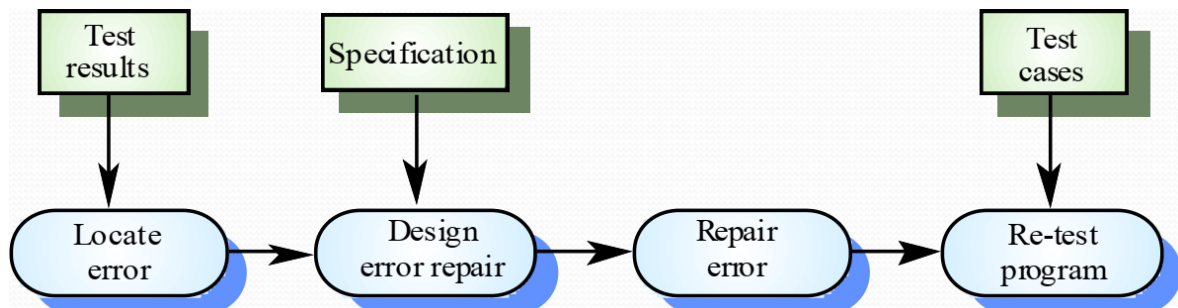 Test
results
Specification
Test
cases
Locate
error
Design
error repair
Repair
error
Re-test
program